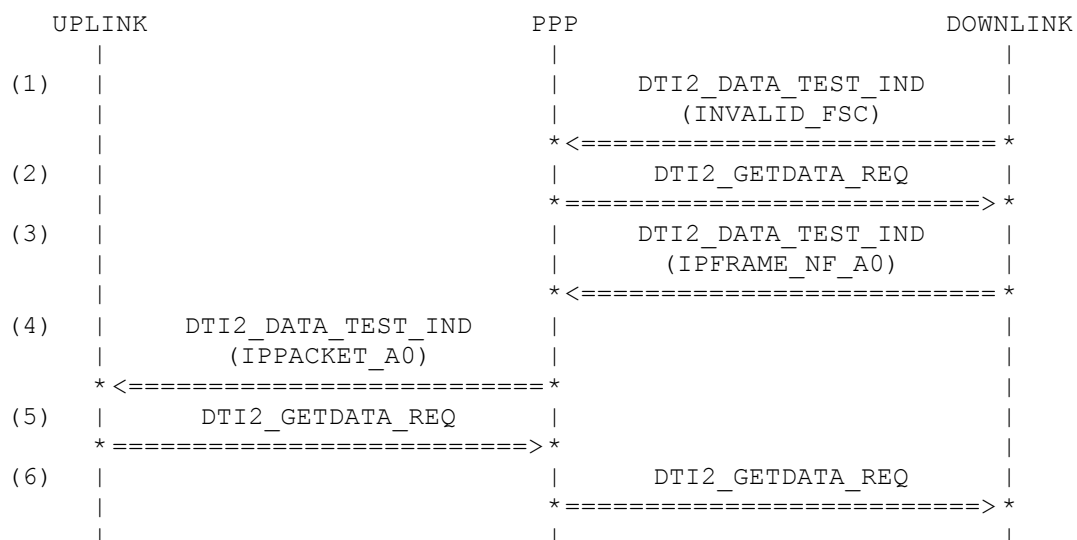 UPLINK PPP DOWNLINK
| | |
(1) | | DTI2_DATA_TEST_IND |
| | (INVALID_FSC) |
| *<==========================*
(2) | | DTI2_GETDATA_REQ |
| *==========================>*
(3) | | DTI2_DATA_TEST_IND |
| | (IPFRAME_NF_A0) |
| *<==========================*
(4) | DTI2_DATA_TEST_IND | |
| (IPPACKET_A0) | |
*<==========================* |
(5) | DTI2_GETDATA_REQ | |
*==========================>* |
(6) | | DTI2_GETDATA_REQ |
| *==========================>*
| | |